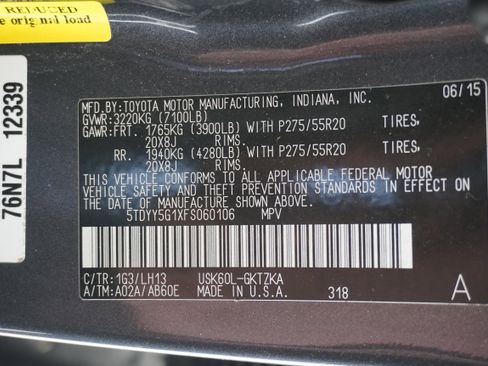 REDUCED
e original load
76N7L 12339
MFD.BY:TOYOTA MOTOR MANUFACTURING, INDIANA, INC. 06/15
GVWR:3220KG (7100LB)
GAWR:FRT. 1765KG (3900LB) WITH P275/55R20 TIRES,
20X8J RIMS,
RR. 1940KG (4280LB) WITH P275/55R20 TIRES,
20X8J RIMS.
THIS VEHICLE CONFORMS TO ALL APPLICABLE FEDERAL MOTOR
VEHICLE SAFETY AND THEFT PREVENTION STANDARDS IN EFFECT ON
THE DATE OF MANUFACTURE SHOWN ABOVE.
5TDYY5G1XFS060106 MPV
C/TR:1G3/LH13 USK60L-GKTZKA
A/TM:A02A/AB60E MADE IN U.S.A. 318 A